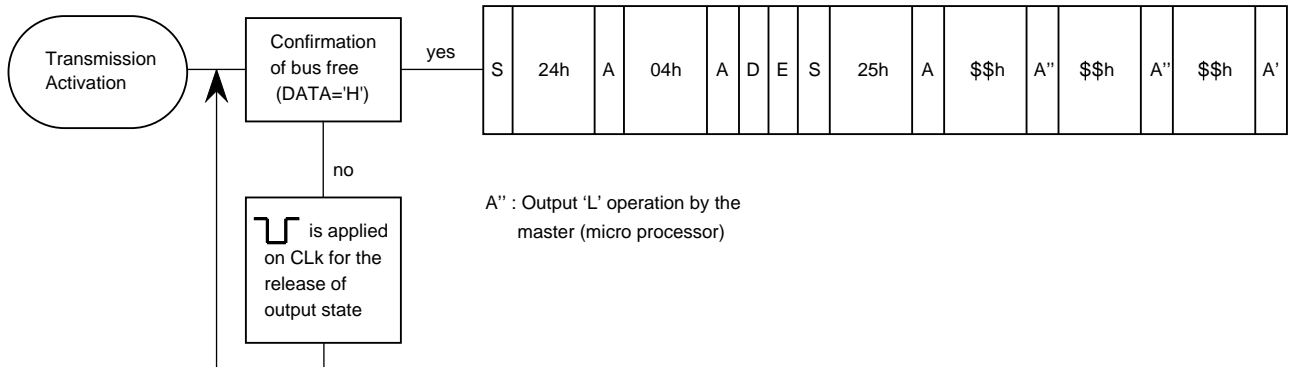 Transmission
Activation
Confirmation
of bus free
(DATA='H')
yes
S 24h A 04h A D E S 25h A $$h A'' $$h A'' $$h A'
no
is applied
on CLk for the
release of
output state
A'' : Output ‘L’ operation by the
master (micro processor)